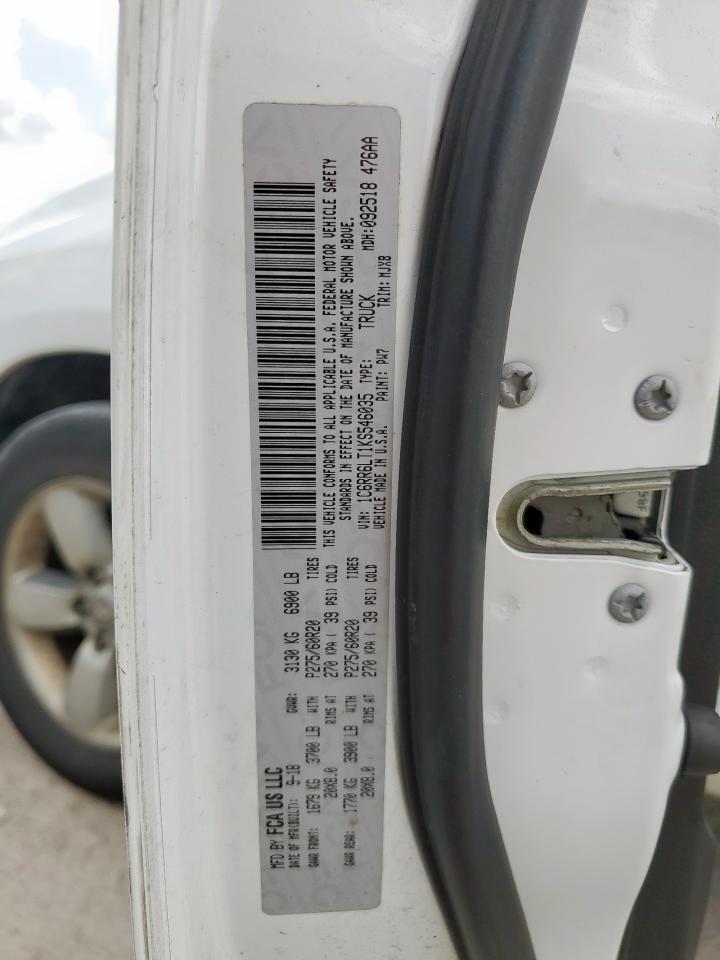 MFD BY FCA US LLC
DATE OF MFR(BUILT): 9-18 GVWR: 3130 KG 6900 LB
GAWR FRONT: 1679 KG 3700 LB WITH P275/60R20 TIRES
20X8.0 RIMS AT 270 KPA ( 39 PSI) COLD
GAWR REAR: 1770 KG 3900 LB WITH P275/60R20 TIRES
20X8.0 RIMS AT 270 KPA ( 39 PSI) COLD
THIS VEHICLE CONFORMS TO ALL APPLICABLE U.S.A. FEDERAL MOTOR VEHICLE SAFETY
STANDARDS IN EFFECT ON THE DATE OF MANUFACTURE SHOWN ABOVE.
VIN: 1C6RR6LT1KS546035 TYPE: TRUCK MDH: 092518 476AA
VEHICLE MADE IN U.S.A. PAINT: PW7 TRIM: MJX8